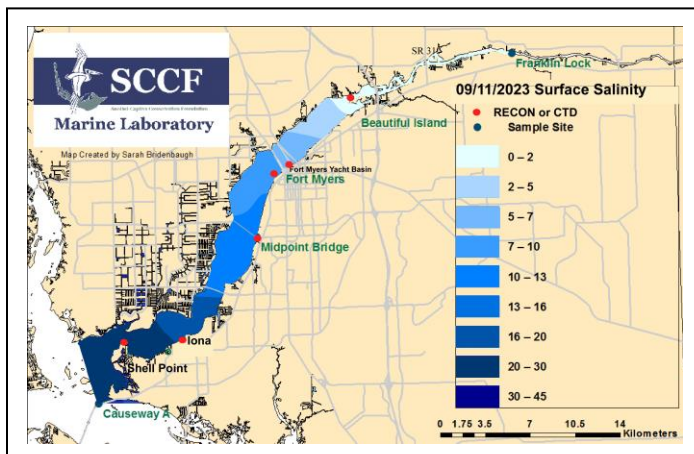 SCCF
Sanibel-Captiva Conservation Foundation
Marine Laboratory
Map Created by Sarah Bridenbaugh
I-75
SR 31
Franklin Lock
Beautiful Island
Fort Myers Yacht Basin
Fort Myers
Midpoint Bridge
Iona
Shell Point
Causeway A
09/11/2023 Surface Salinity
RECON or CTD
Sample Site
0 – 2
2 – 5
5 – 7
7 – 10
10 – 13
13 – 16
16 – 20
20 – 30
30 – 45
0 1.75 3.5 7 10.5 14
Kilometers